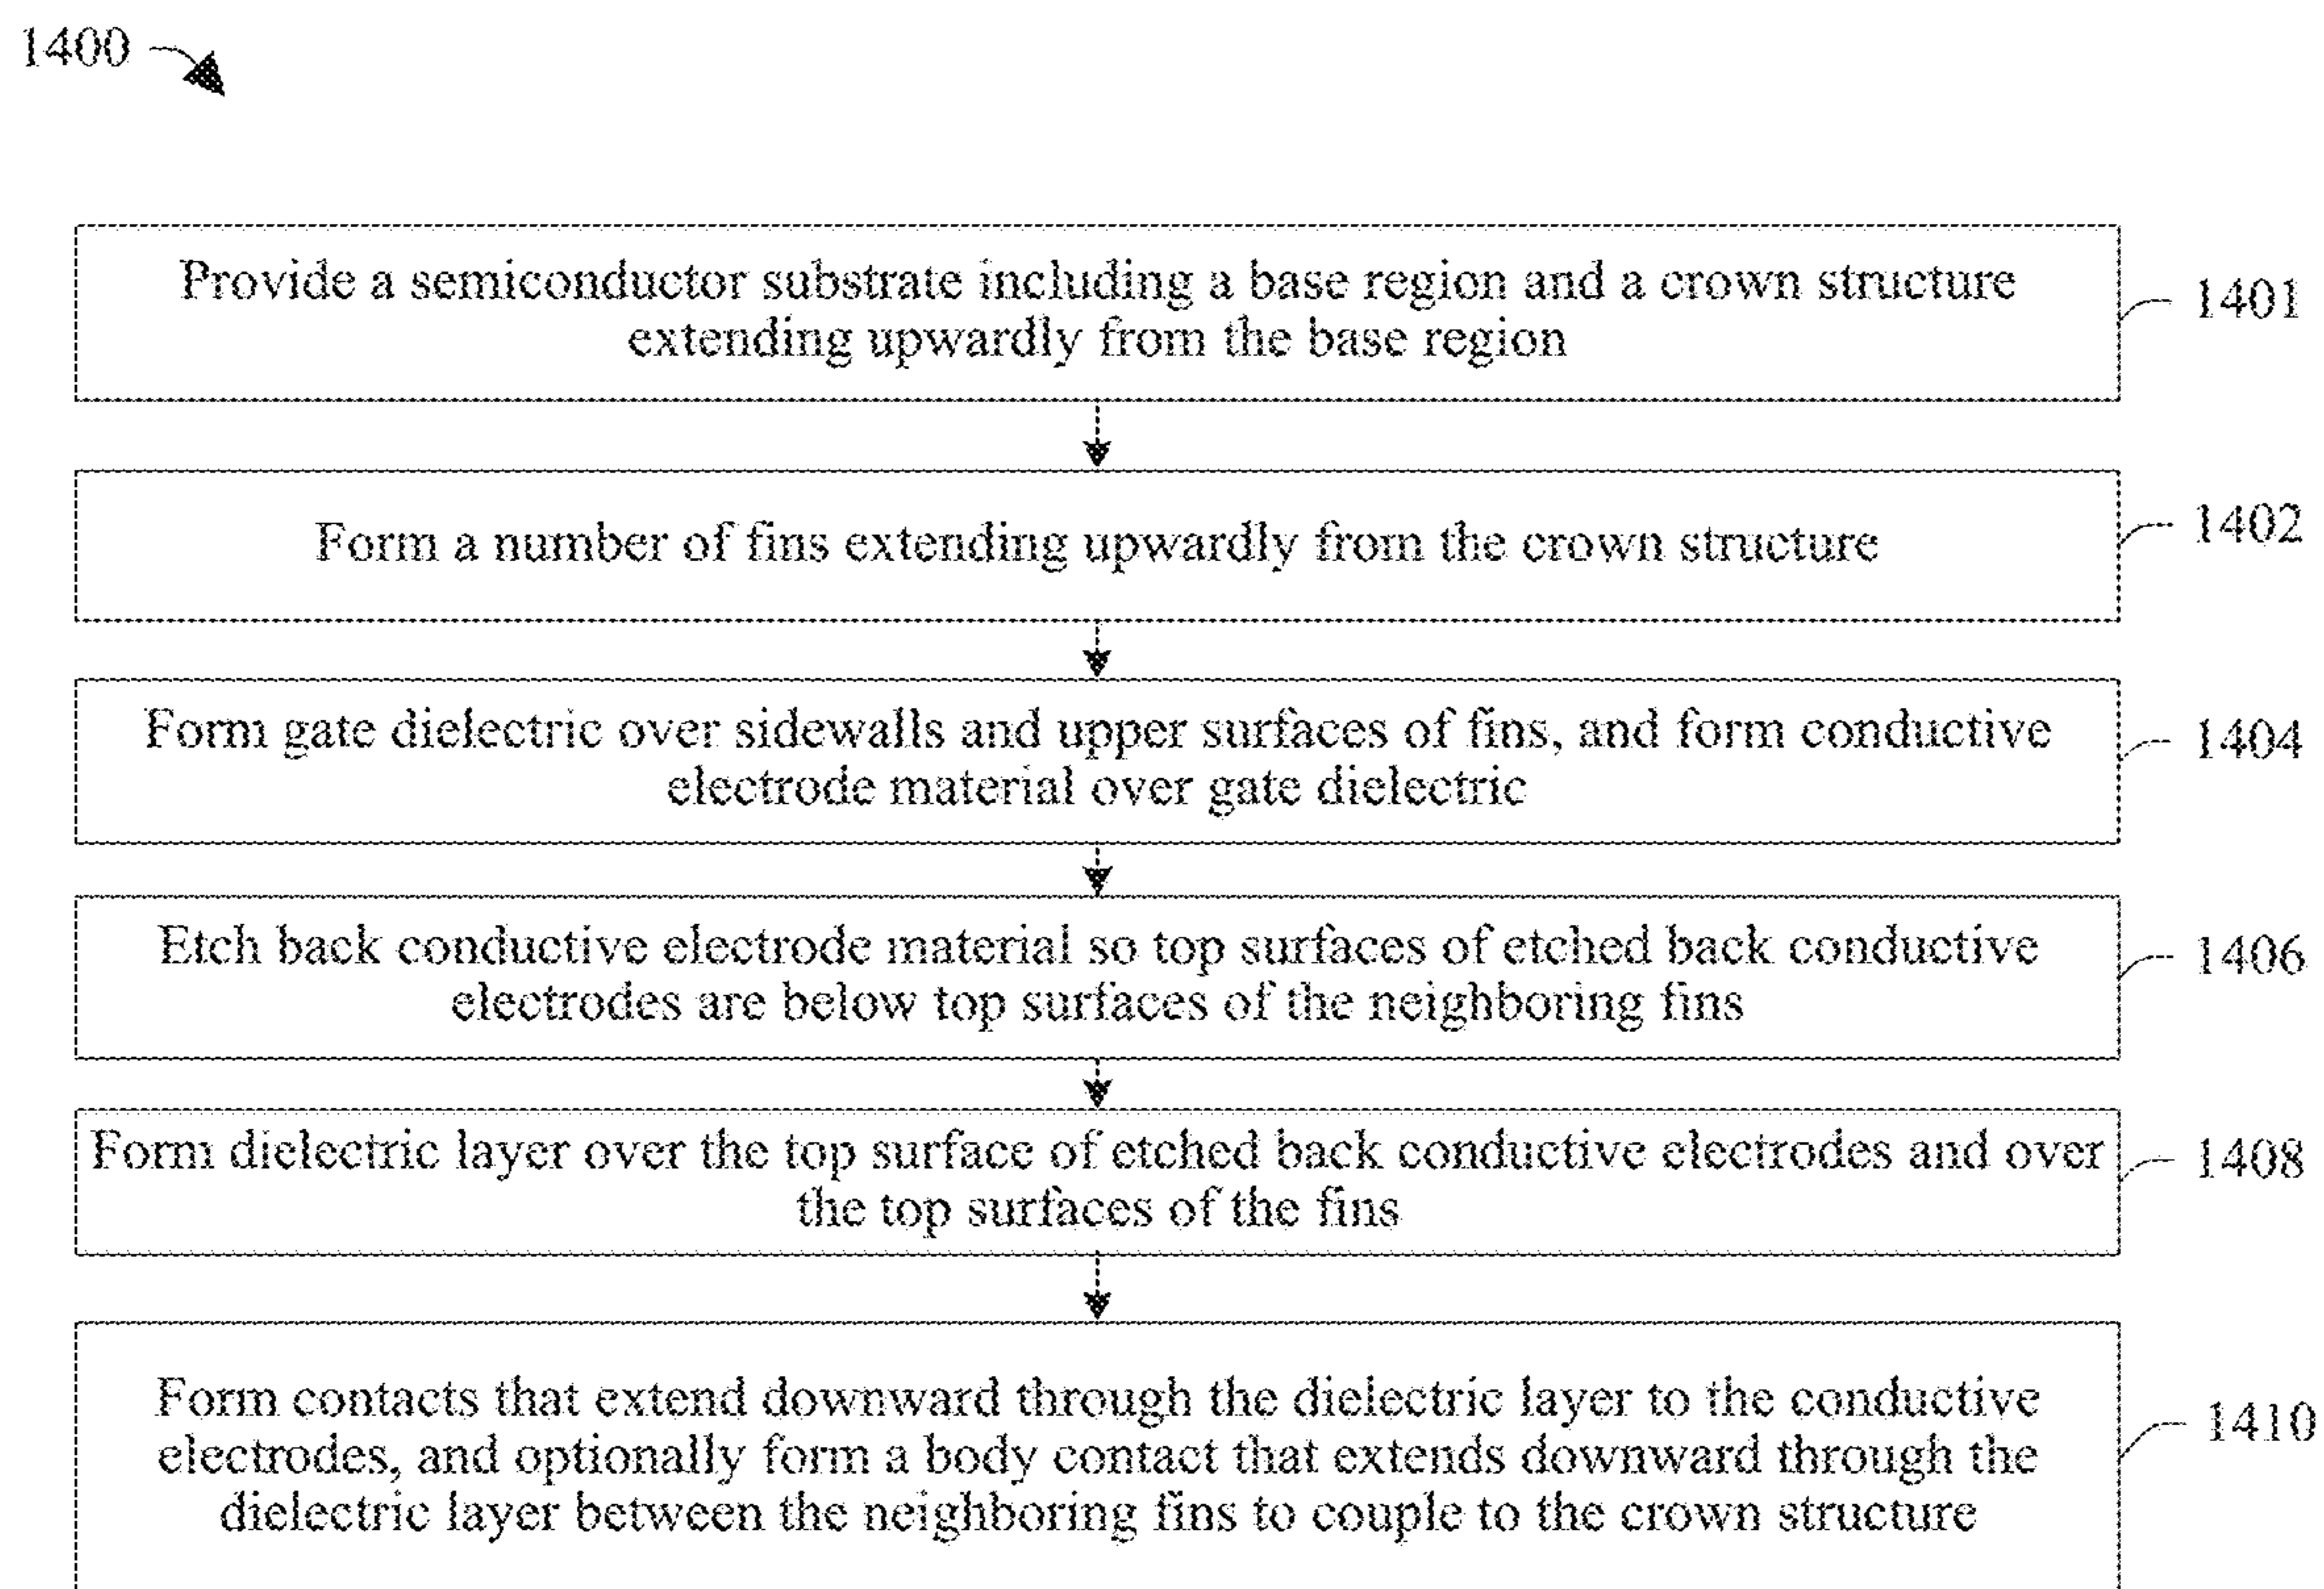 1400
Provide a semiconductor substrate including a base region and a crown structure
extending upwardly from the base region
1401
Form a number of fins extending upwardly from the crown structure
1402
Form gate dielectric over sidewalls and upper surfaces of fins, and form conductive
electrode material over gate dielectric
1404
Etch back conductive electrode material so top surfaces of etched back conductive
electrodes are below top surfaces of the neighboring fins
1406
Form dielectric layer over the top surface of etched back conductive electrodes and over
the top surfaces of the fins
1408
Form contacts that extend downward through the dielectric layer to the conductive
electrodes, and optionally form a body contact that extends downward through the
dielectric layer between the neighboring fins to couple to the crown structure
1410